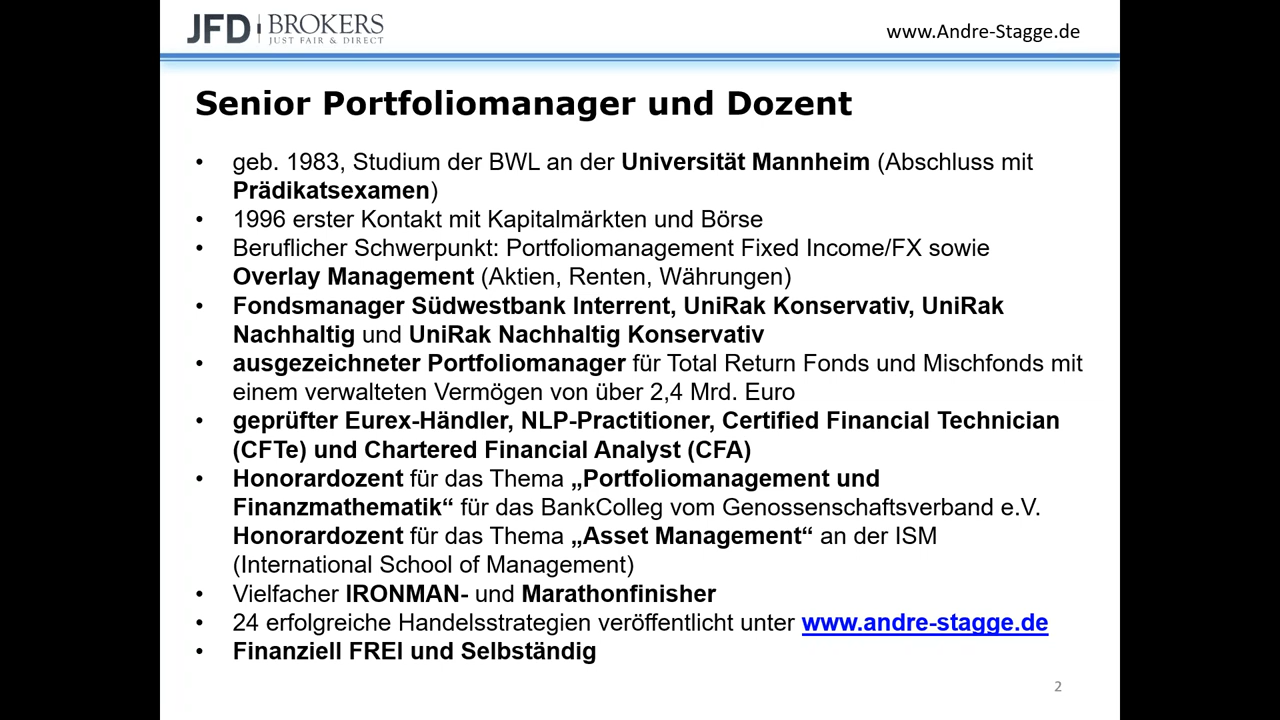 JFD BROKERS
JUST FAIR & DIRECT
www.Andre-Stagge.de
Senior Portfoliomanager und Dozent
• geb. 1983, Studium der BWL an der Universität Mannheim (Abschluss mit
Prädikatsexamen)
• 1996 erster Kontakt mit Kapitalmärkten und Börse
• Beruflicher Schwerpunkt: Portfoliomanagement Fixed Income/FX sowie
Overlay Management (Aktien, Renten, Währungen)
• Fondsmanager Südwestbank Interrent, UniRak Konservativ, UniRak
Nachhaltig und UniRak Nachhaltig Konservativ
• ausgezeichneter Portfoliomanager für Total Return Fonds und Mischfonds mit
einem verwalteten Vermögen von über 2,4 Mrd. Euro
• geprüfter Eurex-Händler, NLP-Practitioner, Certified Financial Technician
(CFTe) und Chartered Financial Analyst (CFA)
• Honorardozent für das Thema „Portfoliomanagement und
Finanzmathematik“ für das BankColleg vom Genossenschaftsverband e.V.
Honorardozent für das Thema „Asset Management“ an der ISM
(International School of Management)
• Vielfacher IRONMAN- und Marathonfinisher
• 24 erfolgreiche Handelsstrategien veröffentlicht unter www.andre-stagge.de
• Finanziell FREI und Selbständig
2